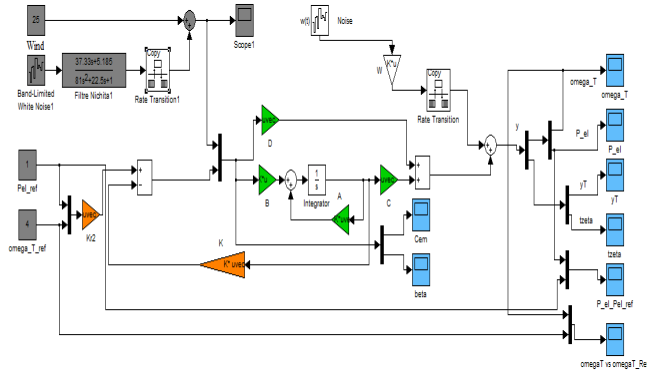 25
Wind
Scope1
w(t)
Noise
37.33s+5.185
81s²+22.5s+1
Band-Limited
White Noise1
Filtre Nichita1
Copy
Rate Transition1
K*u
W
Copy
Rate Transition
omega_T
omega_T
y
P_el
P_el
yT
yT
tzeta
tzeta
D
1
Pel_ref
4
omega_T_ref
Kr2
B
1
s
Integrator
A
C
K
K* uvec
Cem
beta
P_el_Pel_ref
omegaT vs omegaT_Re